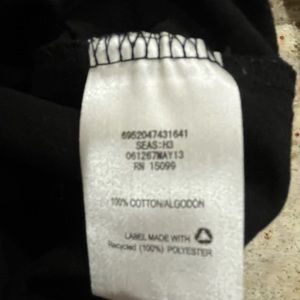 6952047431641
SEAS:H3
061267MAY13
RN 15099
100% COTTON/ALGODON
LABEL MADE WITH
Recycled (100%) POLYESTER